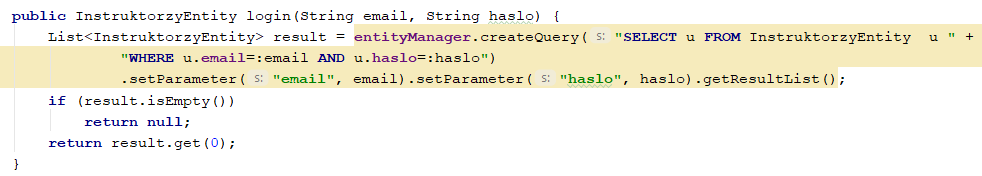 public InstruktorzyEntity login(String email, String haslo) {
List<InstruktorzyEntity> result = entityManager.createQuery( s: "SELECT u FROM InstruktorzyEntity  u " +
"WHERE u.email=:email AND u.haslo=:haslo")
.setParameter( s: "email", email).setParameter( s: "haslo", haslo).getResultList();
if (result.isEmpty())
return null;
return result.get(0);
}